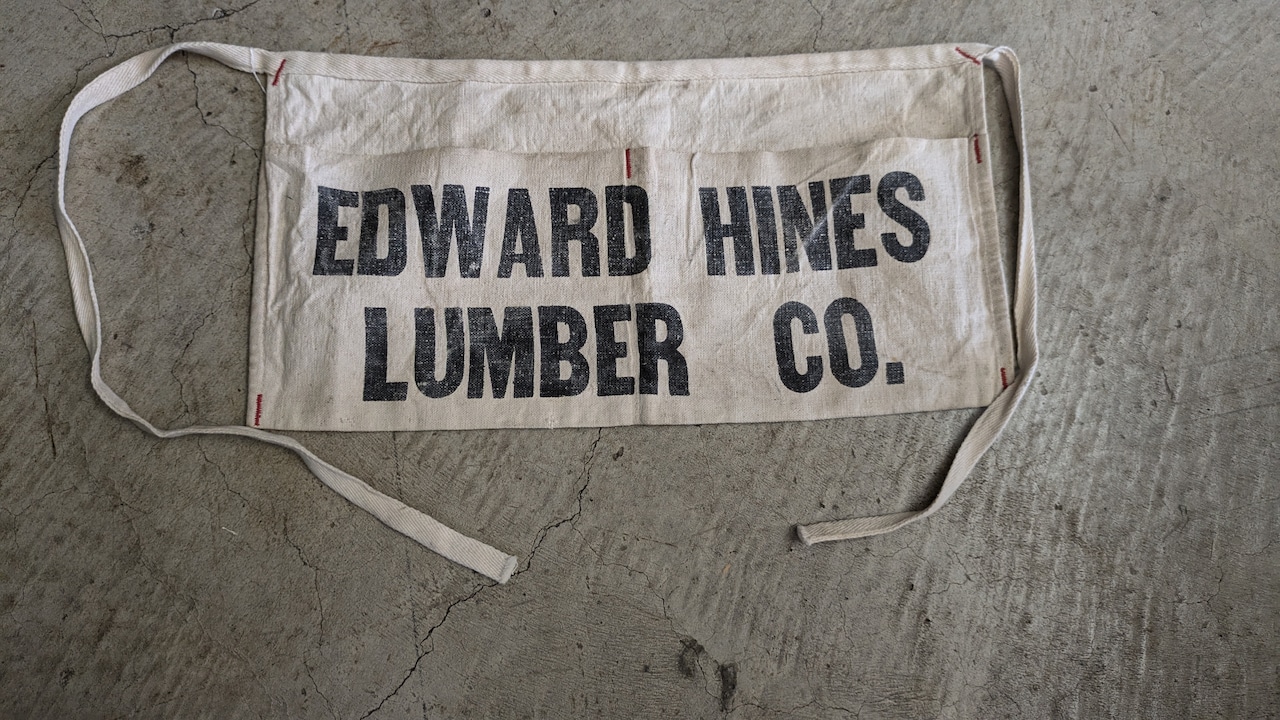 EDWARD HINES
LUMBER CO.